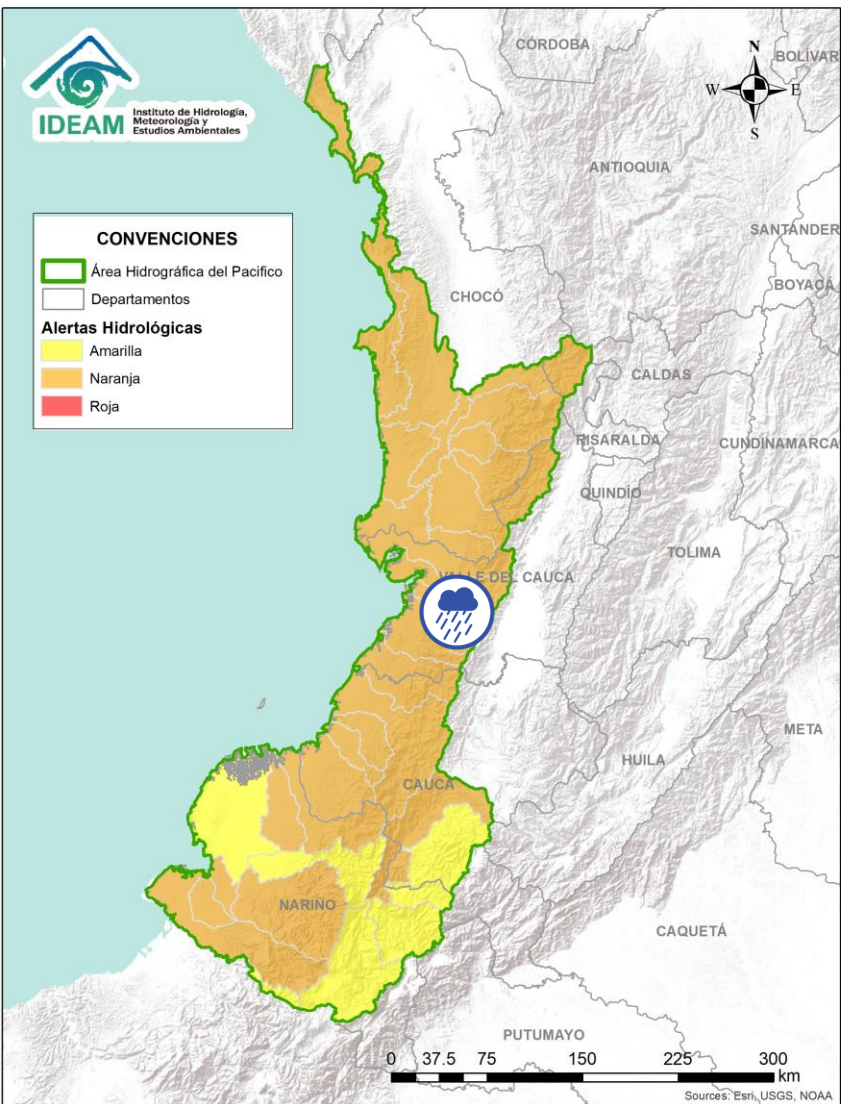 IDEAM
Instituto de Hidrología,
Meteorología y
Estudios Ambientales
CÓRDOBA
BOLÍVAR
N
W
E
S
ANTIOQUIA
SANTANDER
BOYACÁ
CONVENCIONES
Área Hidrográfica del Pacifico
Departamentos
Alertas Hidrológicas
Amarilla
Naranja
Roja
CHOCÓ
CALDAS
RISARALDA
CUNDINAMARCA
QUINDÍO
TOLIMA
VALLE DEL CAUCA
META
HUILA
CAUCA
NARIÑO
CAQUETÁ
PUTUMAYO
0 37.5 75 150 225 300
km
Sources: Esri, USGS, NOAA